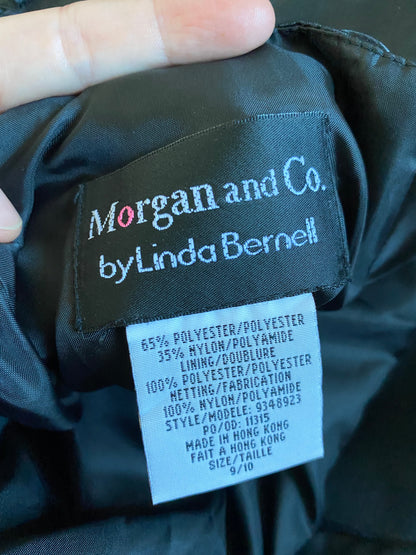 Morgan and Co.
by Linda Bernell
65% POLYESTER/POLYESTER
35% NYLON/POLYAMIDE
LINING/DOUBLURE
100% POLYESTER/POLYESTER
NETTING/FABRICATION
100% NYLON/POLYAMIDE
STYLE/MODELE: 9348923
PO/OD: 11315
MADE IN HONG KONG
FAIT A HONG KONG
SIZE/TAILLE
9/10